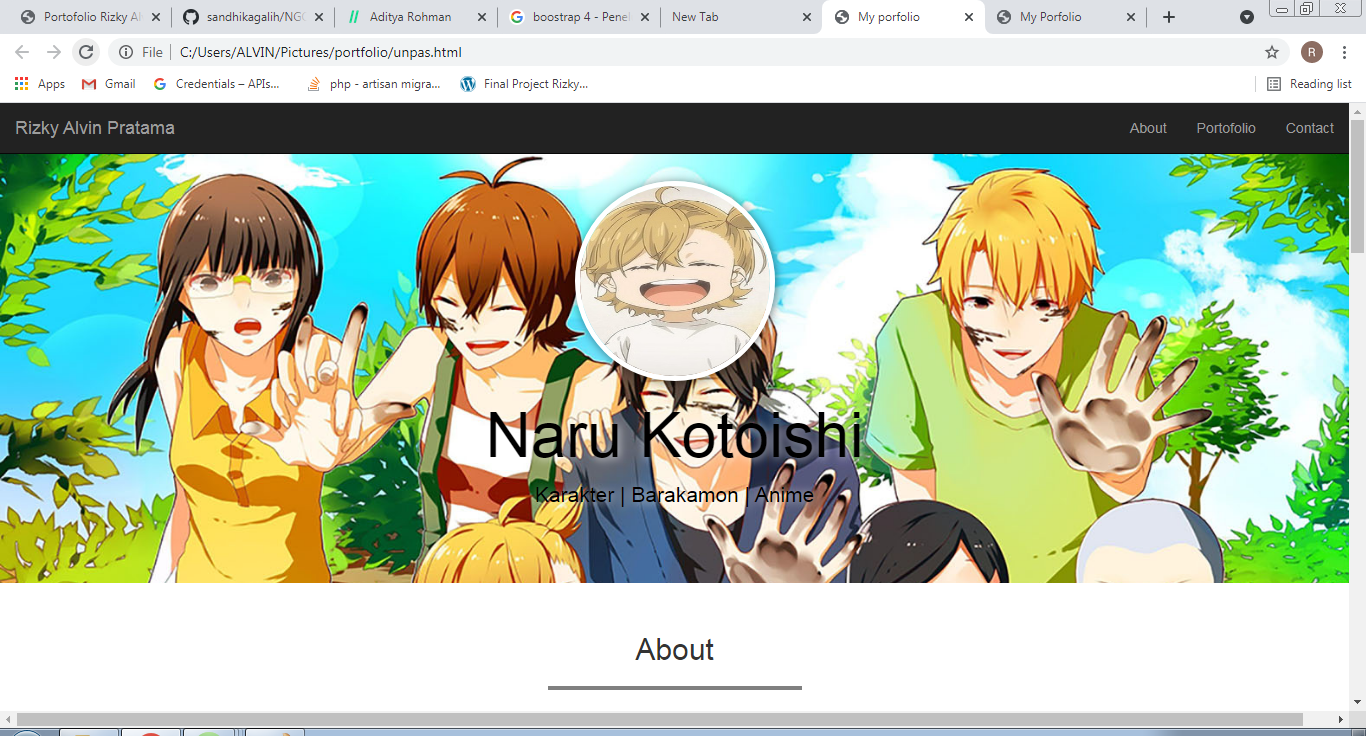 Portofolio Rizky Al
sandhikagalih/NGO
Aditya Rohman
boostrap 4 - Penel
New Tab
My porfolio
My Porfolio
File
C:/Users/ALVIN/Pictures/portfolio/unpas.html
R
Apps
Gmail
Credentials – APIs...
php - artisan migra...
Final Project Rizky...
Reading list
Rizky Alvin Pratama
About
Portofolio
Contact
Naru Kotoishi
Karakter | Barakamon | Anime
About